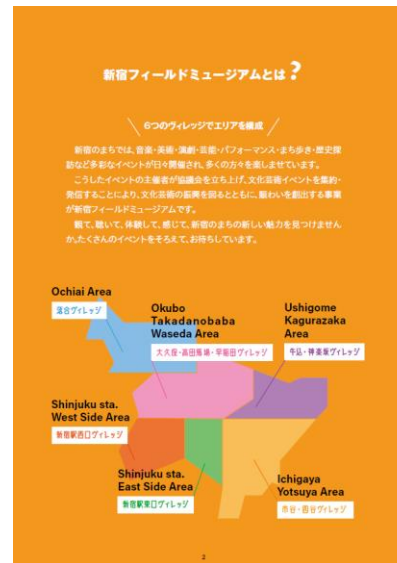 新宿フィールドミュージアムとは?
6つのヴィレッジでエリアを構成
新宿のまちでは、音楽・美術・演劇・芸能・パフォーマンス・まち歩き・歴史探
訪など多彩なイベントが日々開催され、多くの方々を楽しませています。
こうしたイベントの主催者が協議会を立ち上げ、文化芸術イベントを集約・
発信することにより、文化芸術の振興を図るとともに、賑わいを創出する事業
が新宿フィールドミュージアムです。
観て、聴いて、体験して、感じて、新宿のまちの新しい魅力を見つけません
か。たくさんのイベントをそろえて、お待ちしています。
Ochiai Area
落合ヴィレッジ
Okubo
Takadanobaba
Waseda Area
大久保・高田馬場・早稲田ヴィレッジ
Ushigome
Kagurazaka
Area
牛込・神楽坂ヴィレッジ
Shinjuku sta.
West Side Area
新宿駅西口ヴィレッジ
Shinjuku sta.
East Side Area
新宿駅東口ヴィレッジ
Ichigaya
Yotsuya Area
市谷・四谷ヴィレッジ
2